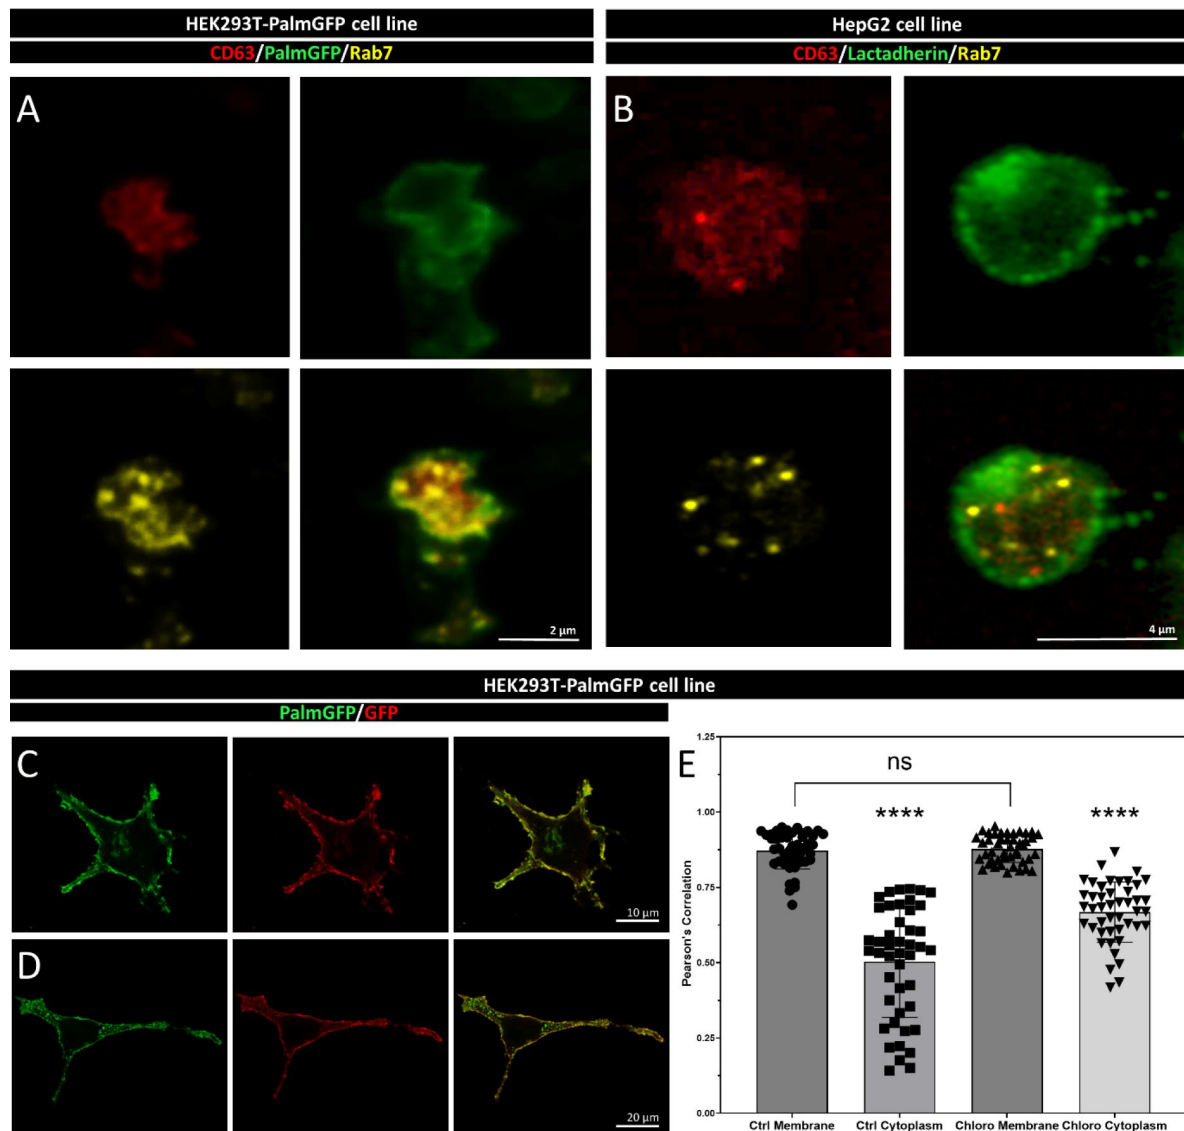 HEK293T-PalmGFP cell line
CD63/PalmGFP/Rab7
HepG2 cell line
CD63/Lactadherin/Rab7
A
B
2 µm
4 µm
HEK293T-PalmGFP cell line
PalmGFP/GFP
C
10 µm
D
20 µm
E
Pearson's Correlation
1.25
1.00
0.75
0.50
0.25
0.00
ns
****
****
Ctrl Membrane
Ctrl Cytoplasm
Chloro Membrane
Chloro Cytoplasm